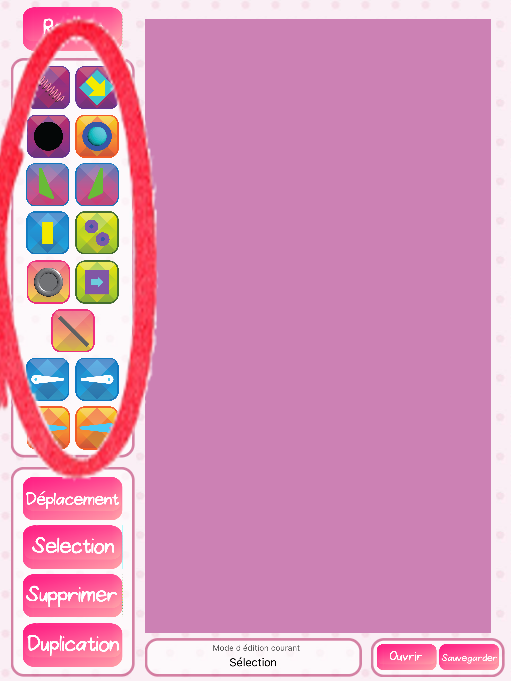 Déplacement
Selection
Supprimer
Duplication
Mode d édition courant
Sélection
Ouvrir
Sauvegarder